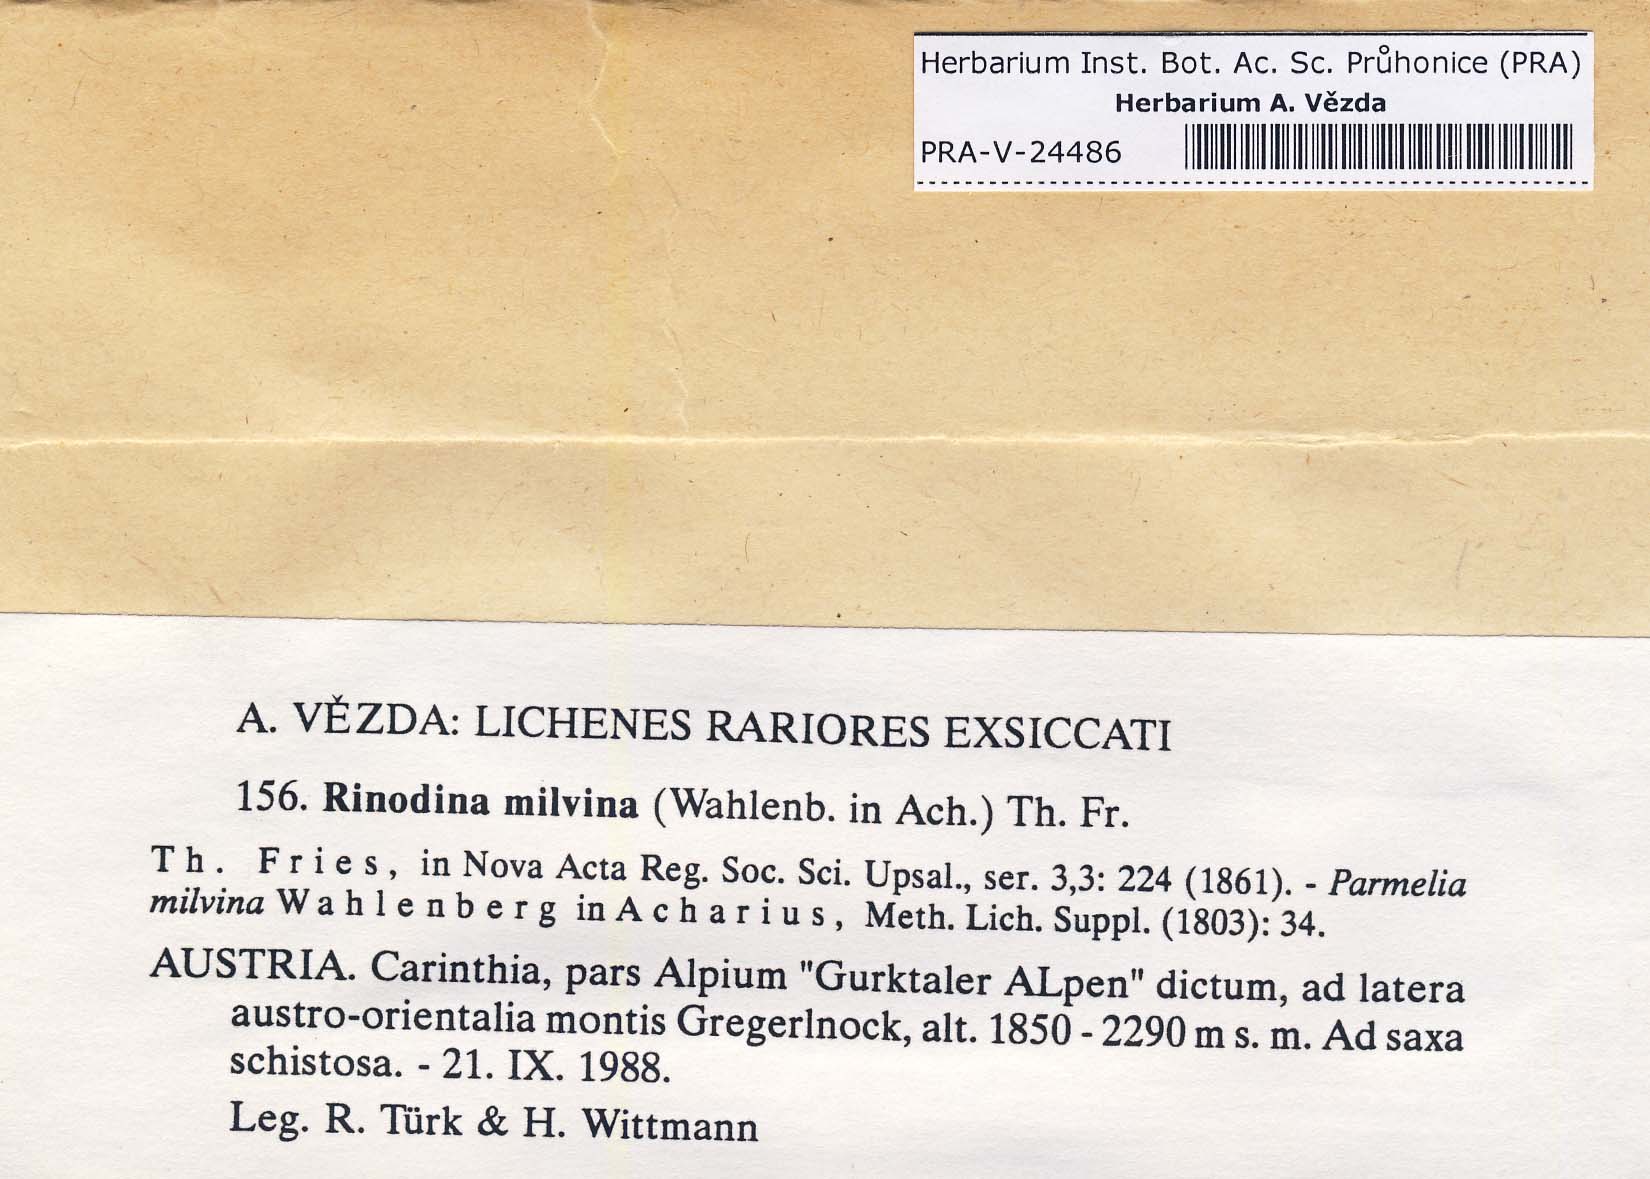 Herbarium Inst. Bot. Ac. Sc. Průhonice (PRA)
Herbarium A. Vězda
PRA-V-24486
A. VĚZDA: LICHENES RARIORES EXSICCATI
156. Rinodina milvina (Wahlenb. in Ach.) Th. Fr.
Th. Fries, in Nova Acta Reg. Soc. Sci. Upsal., ser. 3,3: 224 (1861). - Parmelia
milvina Wahlenberg in Acharius, Meth. Lich. Suppl. (1803): 34.
AUSTRIA. Carinthia, pars Alpium "Gurktaler ALpen" dictum, ad latera
austro-orientalia montis Gregerlnock, alt. 1850 - 2290 m s. m. Ad saxa
schistosa. - 21. IX. 1988.
Leg. R. Türk & H. Wittmann